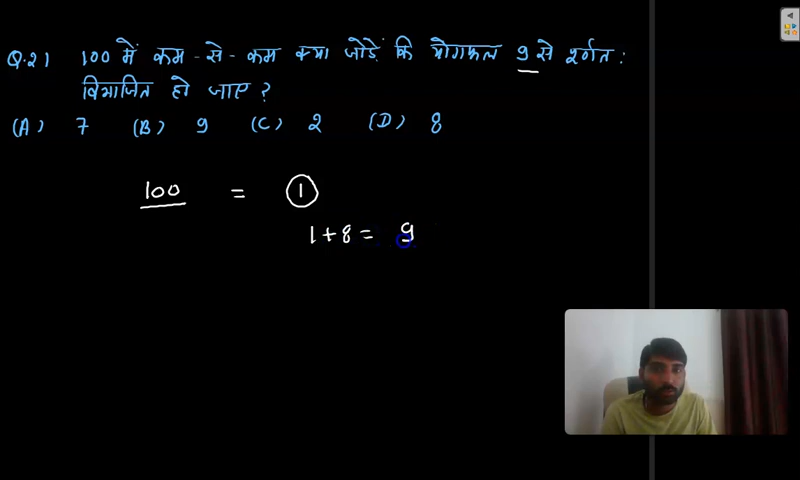 Q.21 100 में कम-से-कम क्या जोड़ें कि योगफल 9 से पूर्णत:
विभाजित हो जाए?
(A) 7 (B) 9 (C) 2 (D) 8
100 = 1
1+8= 9